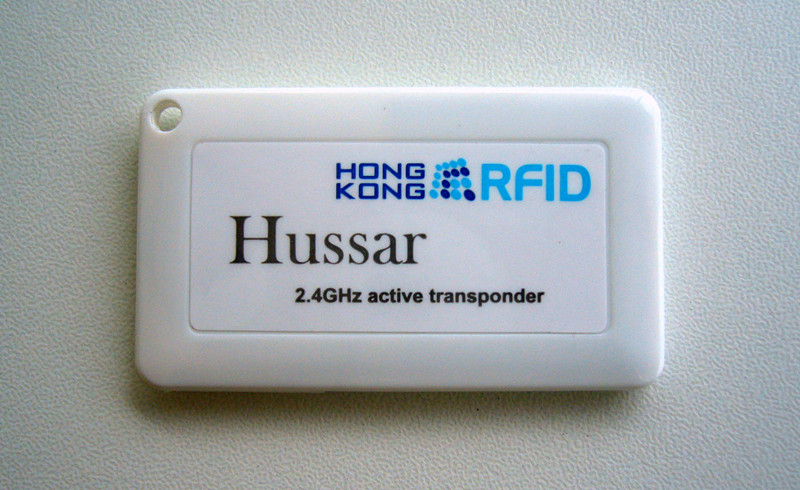 HONG KONG RFID
Hussar
2.4GHz active transponder